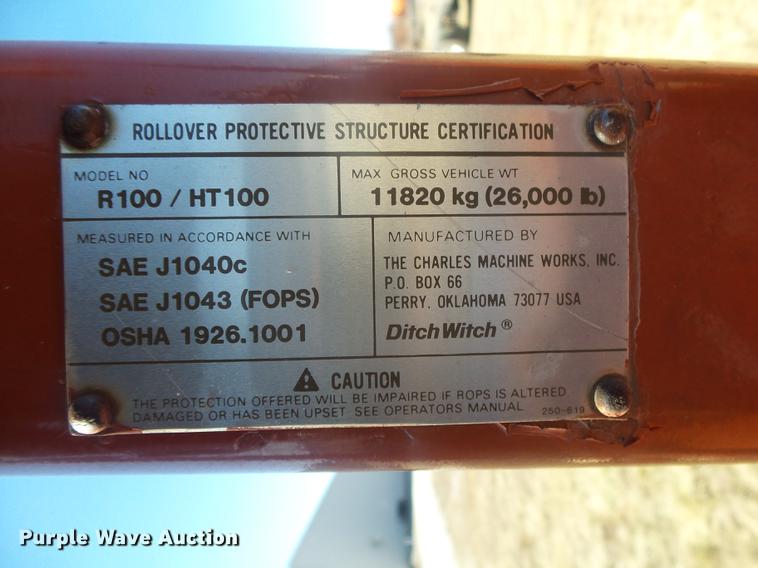 ROLLOVER PROTECTIVE STRUCTURE CERTIFICATION
MODEL NO
R100 / HT100
MAX GROSS VEHICLE WT
11820 kg (26,000 lb)
MEASURED IN ACCORDANCE WITH
SAE J1040c
SAE J1043 (FOPS)
OSHA 1926.1001
MANUFACTURED BY
THE CHARLES MACHINE WORKS, INC.
P.O. BOX 66
PERRY, OKLAHOMA 73077 USA
DitchWitch®
CAUTION
THE PROTECTION OFFERED WILL BE IMPAIRED IF ROPS IS ALTERED
DAMAGED OR HAS BEEN UPSET SEE OPERATORS MANUAL 250-619
Purple Wave Auction